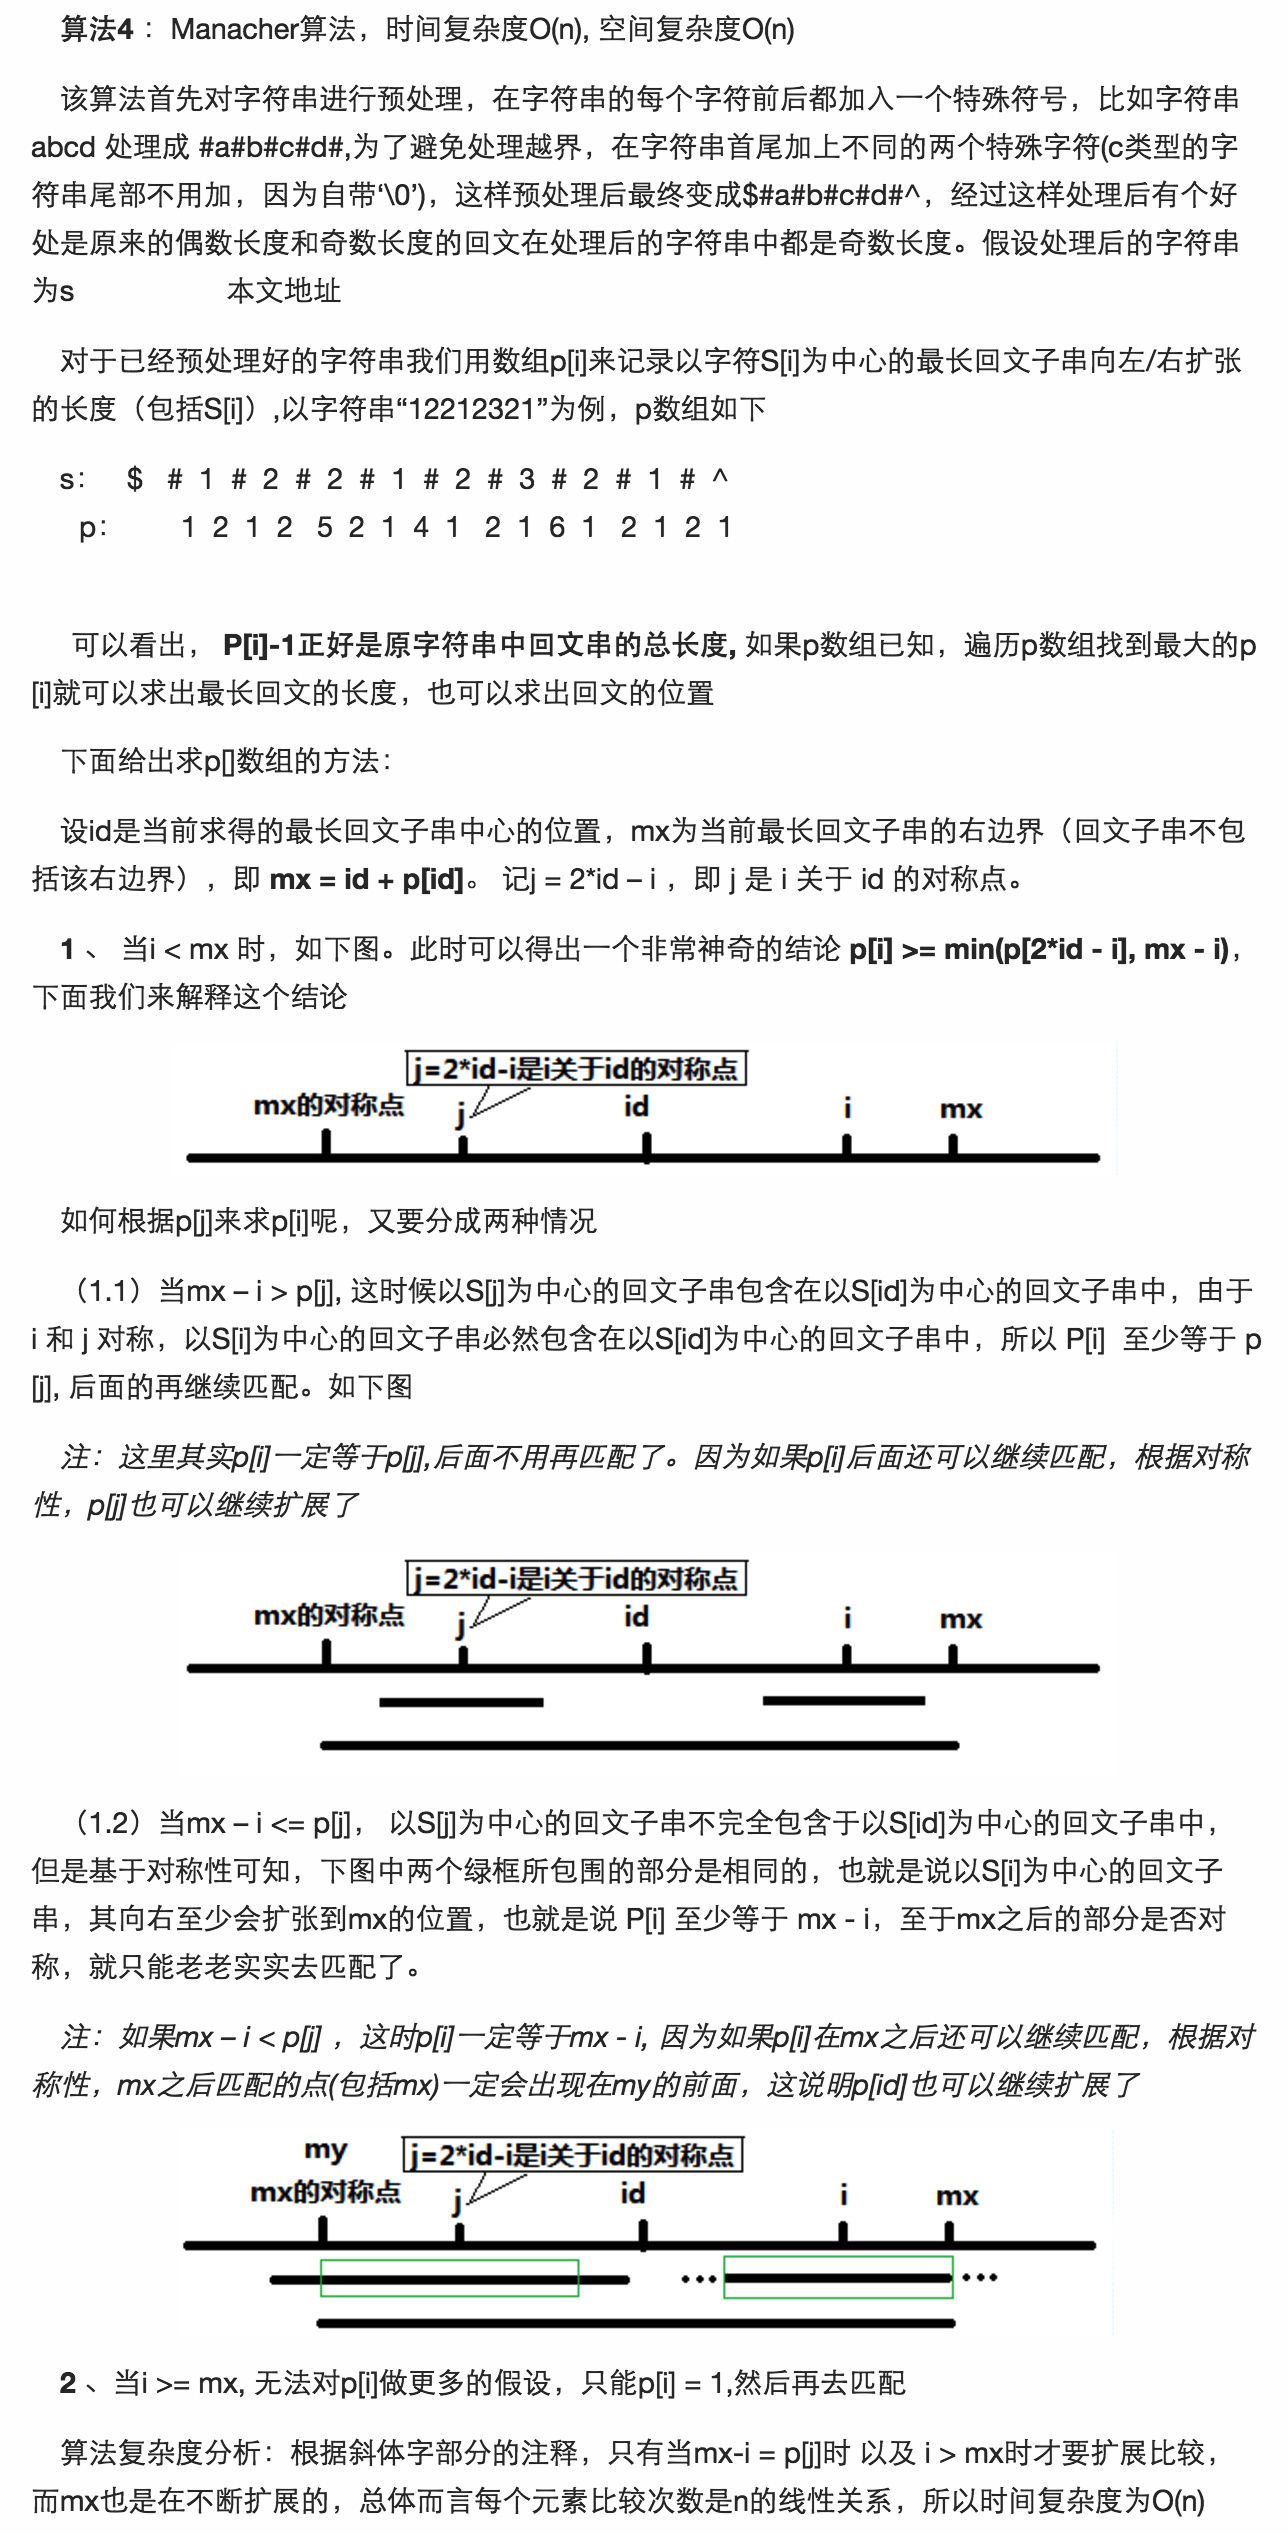 算法4 ：Manacher算法，时间复杂度O(n), 空间复杂度O(n)
该算法首先对字符串进行预处理，在字符串的每个字符前后都加入一个特殊符号，比如字符串
abcd 处理成 #a#b#c#d#,为了避免处理越界，在字符串首尾加上不同的两个特殊字符(c类型的字
符串尾部不用加，因为自带‘\0’)，这样预处理后最终变成$#a#b#c#d#^，经过这样处理后有个好
处是原来的偶数长度和奇数长度的回文在处理后的字符串中都是奇数长度。假设处理后的字符串
为s 本文地址
对于已经预处理好的字符串我们用数组p[i]来记录以字符S[i]为中心的最长回文子串向左/右扩张
的长度（包括S[i]）,以字符串“12212321”为例，p数组如下
s: $ # 1 # 2 # 2 # 1 # 2 # 3 # 2 # 1 # ^
p: 1 2 1 2 5 2 1 4 1 2 1 6 1 2 1 2 1
可以看出， P[i]-1正好是原字符串中回文串的总长度, 如果p数组已知，遍历p数组找到最大的p
[i]就可以求出最长回文的长度，也可以求出回文的位置
下面给出求p[]数组的方法：
设id是当前求得的最长回文子串中心的位置，mx为当前最长回文子串的右边界（回文子串不包
括该右边界），即 mx = id + p[id]。 记j = 2*id – i ，即 j 是 i 关于 id 的对称点。
1 、 当i < mx 时，如下图。此时可以得出一个非常神奇的结论 p[i] >= min(p[2*id - i], mx - i)，
下面我们来解释这个结论
j=2*id-i是i关于id的对称点
mx的对称点 j id i mx
如何根据p[j]来求p[i]呢，又要分成两种情况
（1.1）当mx – i > p[j], 这时候以S[j]为中心的回文子串包含在以S[id]为中心的回文子串中，由于
i 和 j 对称，以S[i]为中心的回文子串必然包含在以S[id]为中心的回文子串中，所以 P[i] 至少等于 p
[j], 后面的再继续匹配。如下图
注：这里其实p[i]一定等于p[j],后面不用再匹配了。因为如果p[i]后面还可以继续匹配，根据对称
性，p[j]也可以继续扩展了
j=2*id-i是i关于id的对称点
mx的对称点 j id i mx
（1.2）当mx – i <= p[j]， 以S[j]为中心的回文子串不完全包含于以S[id]为中心的回文子串中，
但是基于对称性可知，下图中两个绿框所包围的部分是相同的，也就是说以S[i]为中心的回文子
串，其向右至少会扩张到mx的位置，也就是说 P[i] 至少等于 mx - i，至于mx之后的部分是否对
称，就只能老老实实去匹配了。
注：如果mx – i < p[j] ，这时p[i]一定等于mx - i, 因为如果p[i]在mx之后还可以继续匹配，根据对
称性，mx之后匹配的点(包括mx)一定会出现在my的前面，这说明p[id]也可以继续扩展了
my j=2*id-i是i关于id的对称点
mx的对称点 j id i mx
2 、当i >= mx, 无法对p[i]做更多的假设，只能p[i] = 1,然后再去匹配
算法复杂度分析：根据斜体字部分的注释，只有当mx-i = p[j]时 以及 i > mx时才要扩展比较，
而mx也是在不断扩展的，总体而言每个元素比较次数是n的线性关系，所以时间复杂度为O(n)